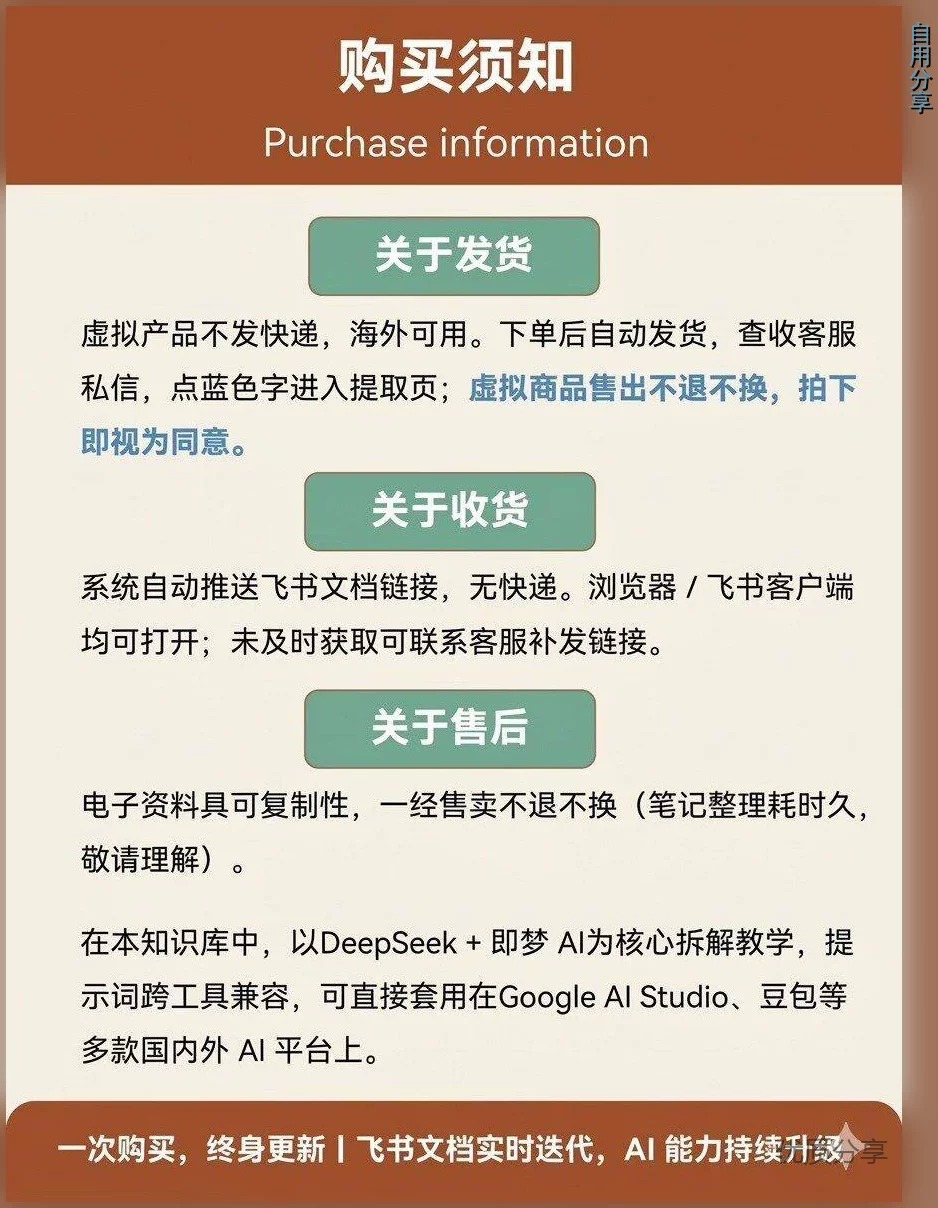 购买须知
Purchase information
自用分享
关于发货
虚拟产品不发快递，海外可用。下单后自动发货，查收客服
私信，点蓝色字进入提取页；虚拟商品售出不退不换，拍下
即视为同意。
关于收货
系统自动推送飞书文档链接，无快递。浏览器 / 飞书客户端
均可打开；未及时获取可联系客服补发链接。
关于售后
电子资料具可复制性，一经售卖不退不换（笔记整理耗时久，
敬请理解）。
在本知识库中，以DeepSeek + 即梦 AI为核心拆解教学，提
示词跨工具兼容，可直接套用在Google AI Studio、豆包等
多款国内外 AI 平台上。
一次购买，终身更新丨飞书文档实时迭代，AI 能力持续升级
分享